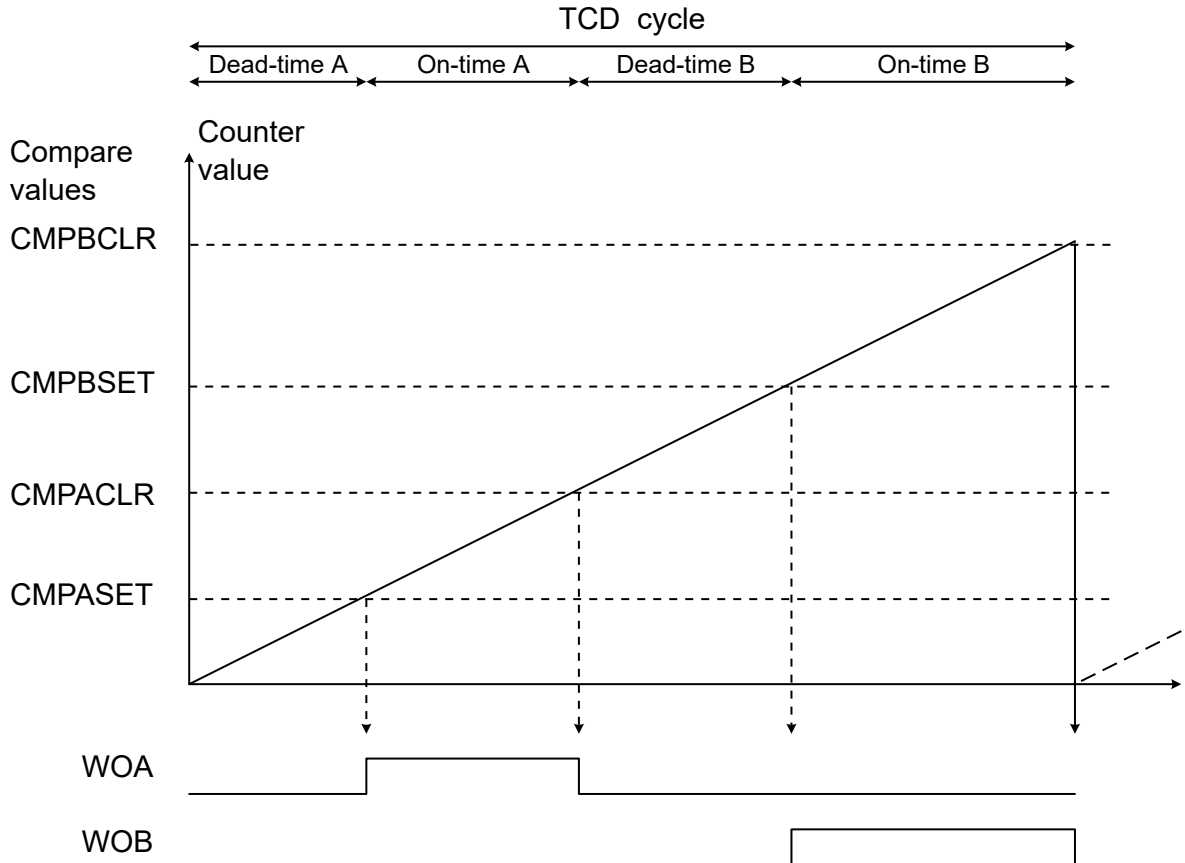 TCD cycle
Dead-time A
On-time A
Dead-time B
On-time B
Compare
values
Counter
value
CMPBCLR
CMPBSET
CMPACLR
CMPASET
WOA
WOB